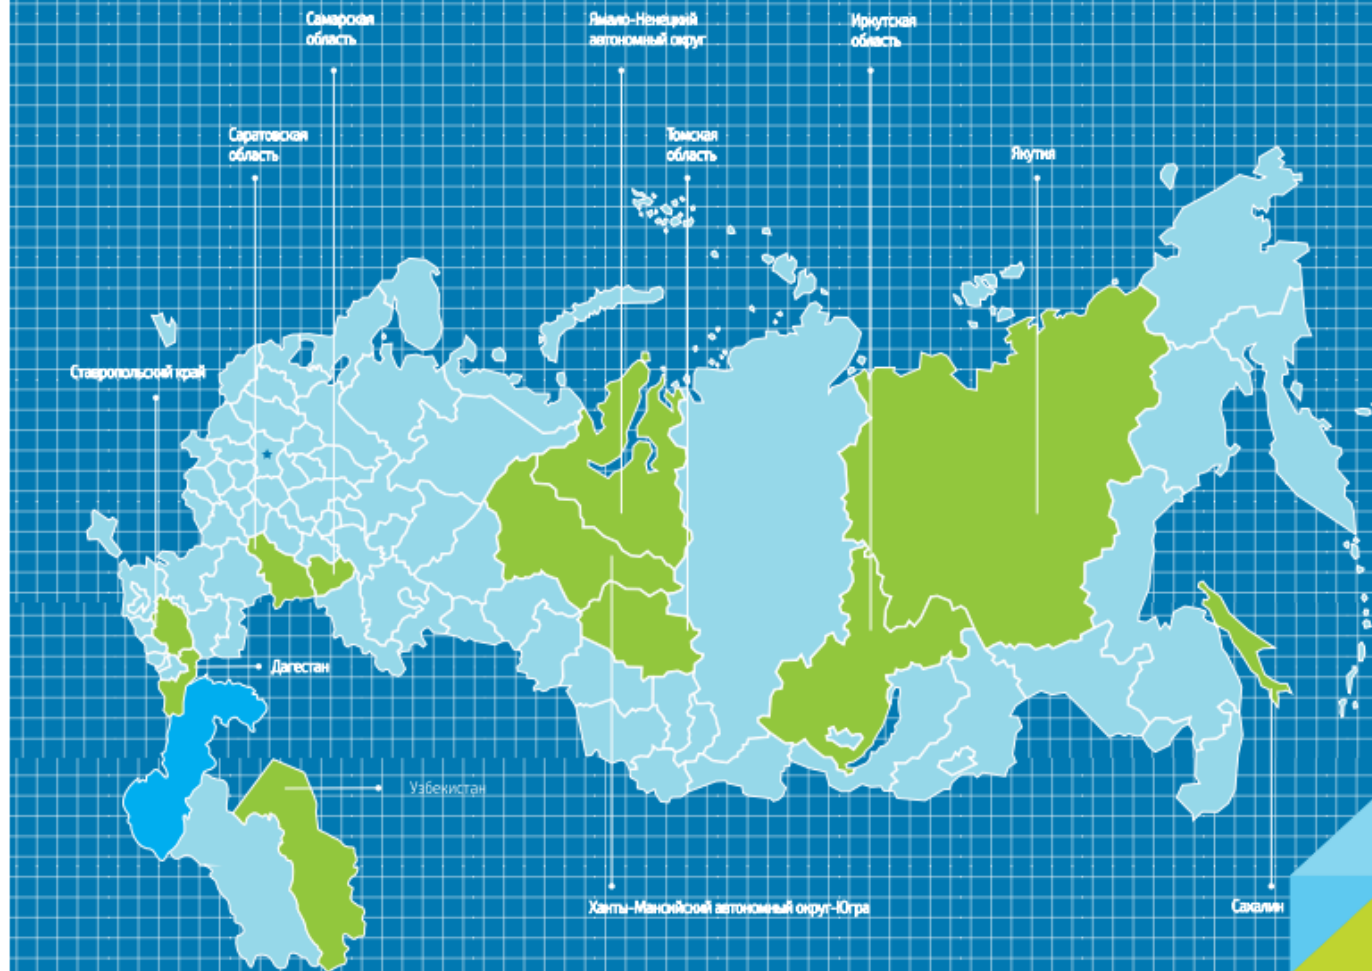 Самарская
область
Ямало-Ненецкий
автономный округ
Иркутская
область
Саратовская
область
Томская
область
Якутия
Ставропольский край
Дагестан
Узбекистан
Ханты-Мансийский автономный округ-Югра
Сахалин